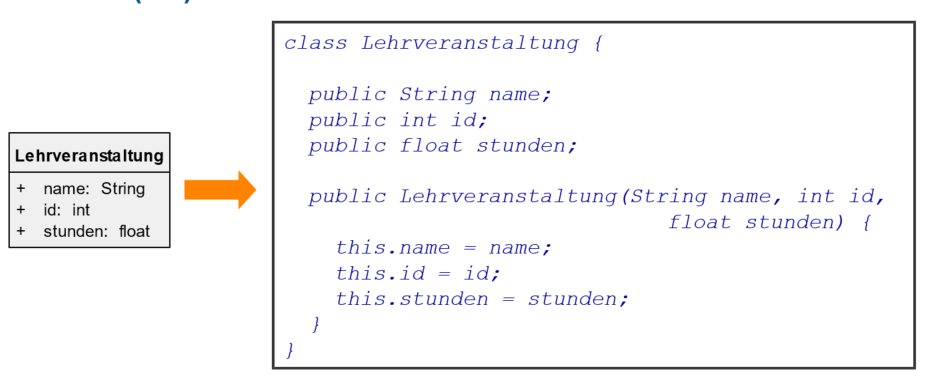 Lehrveranstaltung
+ name: String
+ id: int
+ stunden: float
class Lehrveranstaltung {
public String name;
public int id;
public float stunden;
public Lehrveranstaltung(String name, int id,
float stunden) {
this.name = name;
this.id = id;
this.stunden = stunden;
}
}